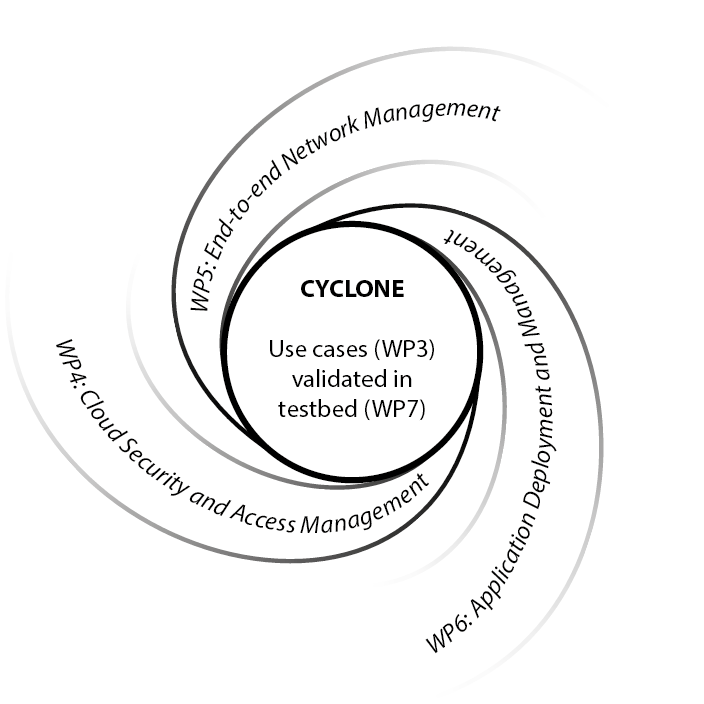 WP5: End-to-end Network Management
CYCLONE
Use cases (WP3)
validated in
testbed (WP7)
WP4: Cloud Security and Access Management
WP6: Application Deployment and Management